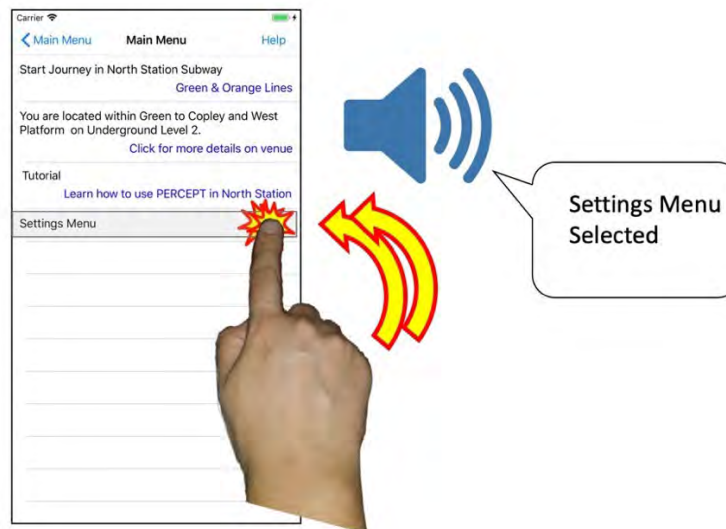 Carrier
Main Menu Main Menu Help
Start Journey in North Station Subway
Green & Orange Lines
You are located within Green to Copley and West
Platform on Underground Level 2.
Click for more details on venue
Tutorial
Learn how to use PERCEPT in North Station
Settings Menu
Settings Menu
Selected